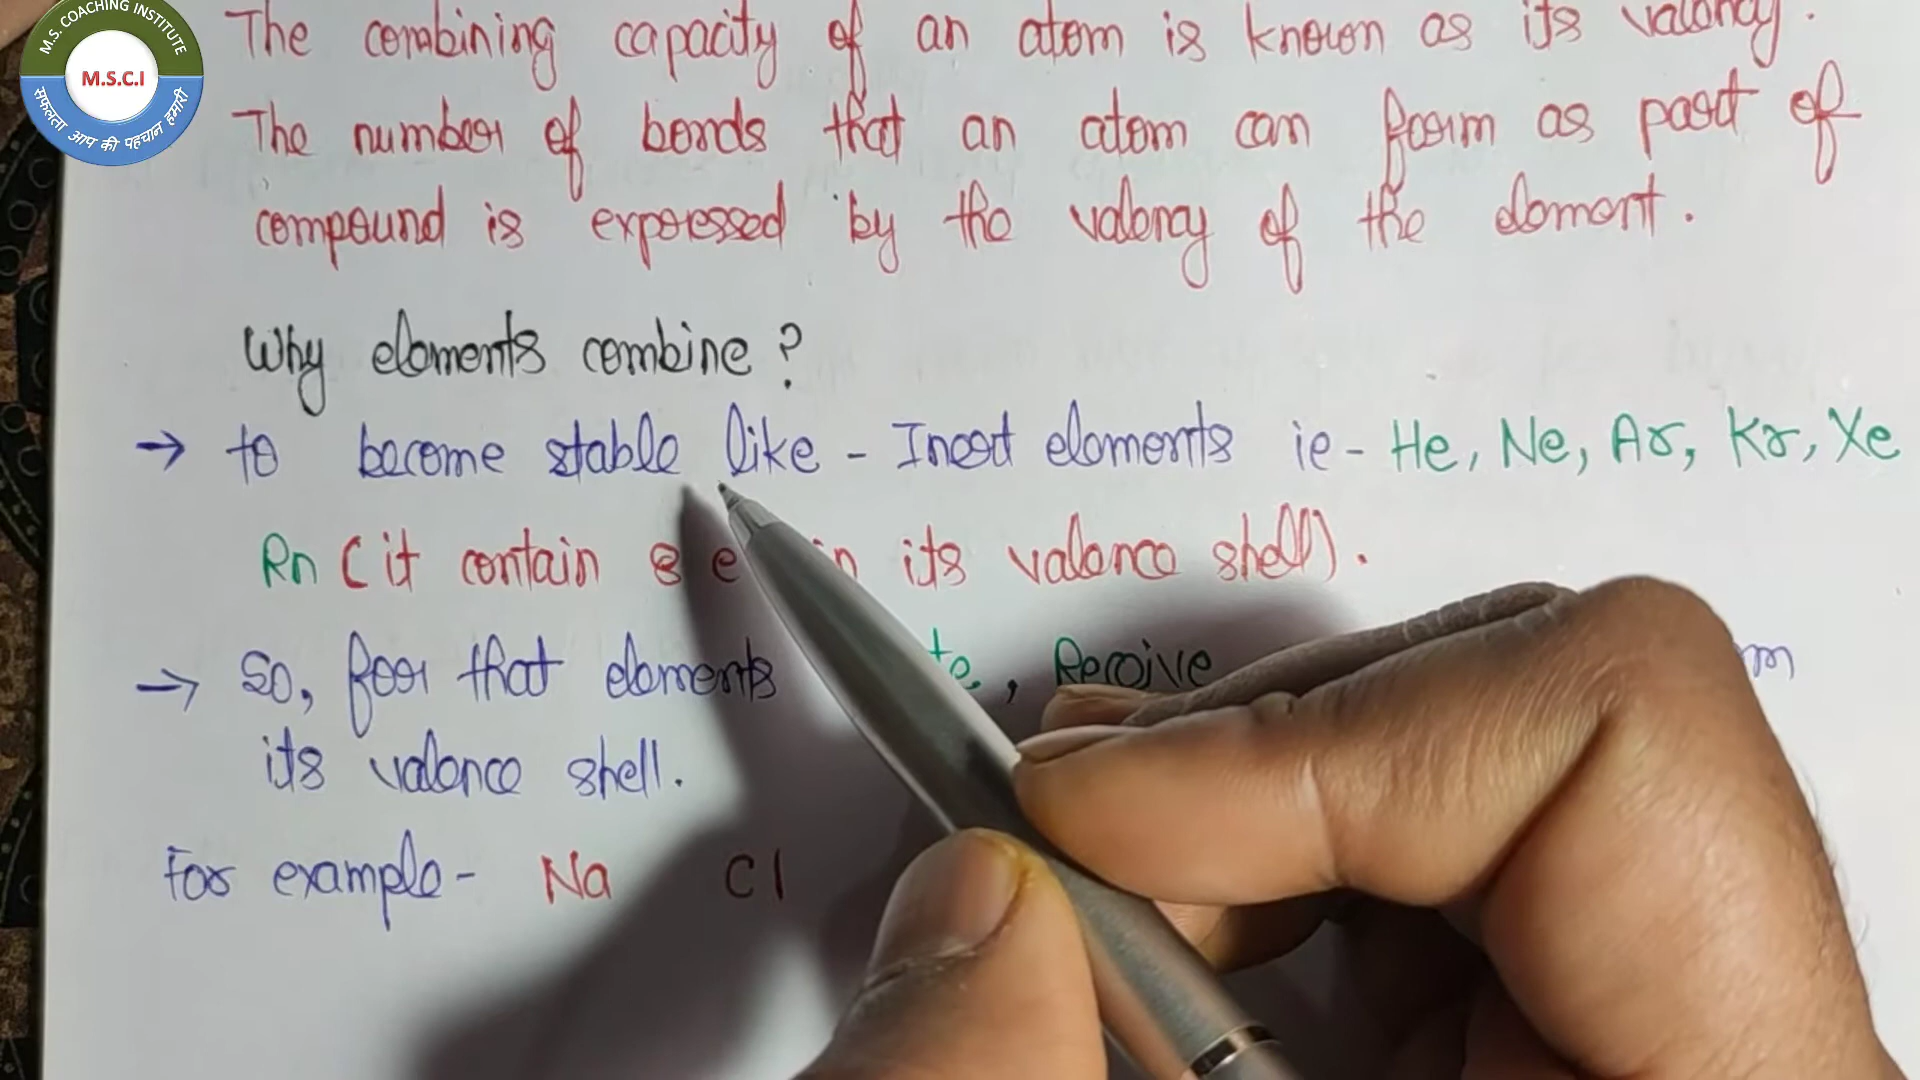 M.S. COACHING INSTITUTE
M.S.C.I
सफलता आप की पहचान हमारी
The combining capacity of an atom is known as its valency.
The number of bonds that an atom can form as part of
compound is expressed by the valency of the element.
Why elements combine ?
→ to become stable like - Inert elements ie - He, Ne, Ar, Kr, Xe
Rn ( it contain 8 e in its valence shell).
→ So, for that elements , Receive
its valence shell.
For example - Na Cl